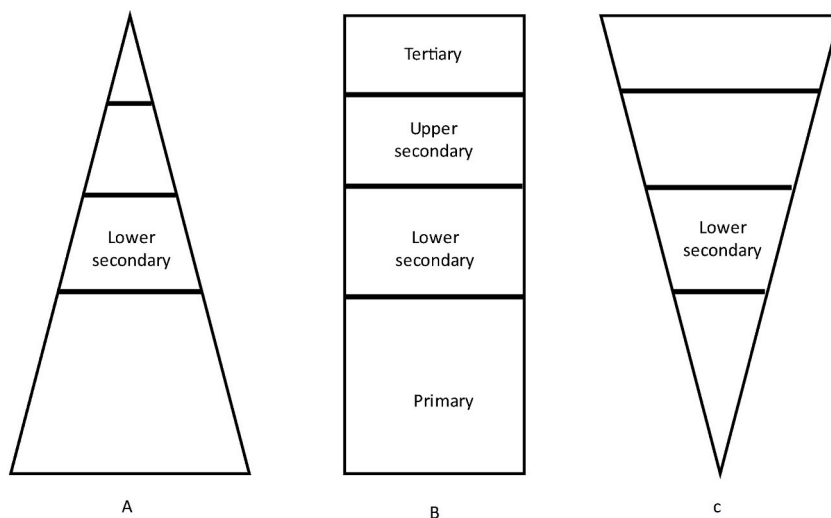 Tertiary
Upper
secondary
Lower
secondary
Lower
secondary
Lower
secondary
Primary
A
B
c